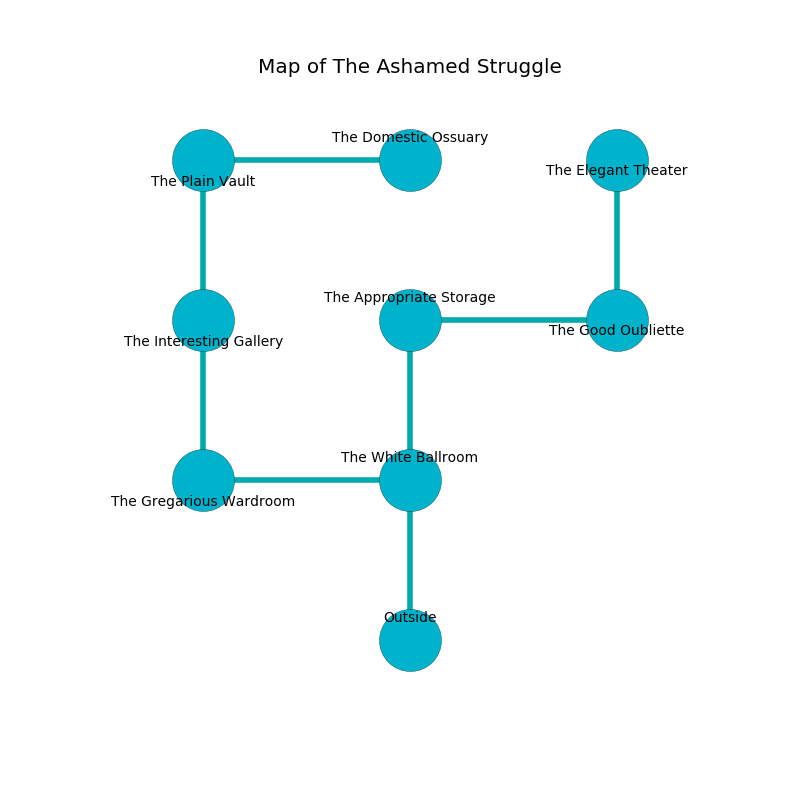 Map of The Ashamed Struggle
The Domestic Ossuary
The Elegant Theater
The Plain Vault
The Appropriate Storage
The Good Oubliette
The Interesting Gallery
The White Ballroom
The Gregarious Wardroom
Outside